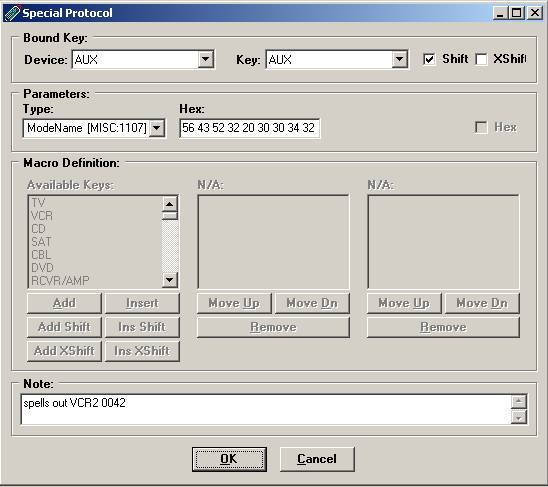 Special Protocol
Bound Key:
Device: AUX Key: AUX Shift XShift
Parameters:
Type: Hex:
ModeName [MISC:1107] 56 43 52 32 20 30 30 34 32 Hex
Macro Definition:
Available Keys: N/A: N/A:
TV
VCR
CD
SAT
CBL
DVD
RCVR/AMP
Add Insert Move Up Move Dn Move Up Move Dn
Add Shift Ins Shift Remove Remove
Add XShift Ins XShift
Note:
spells out VCR2 0042
OK Cancel